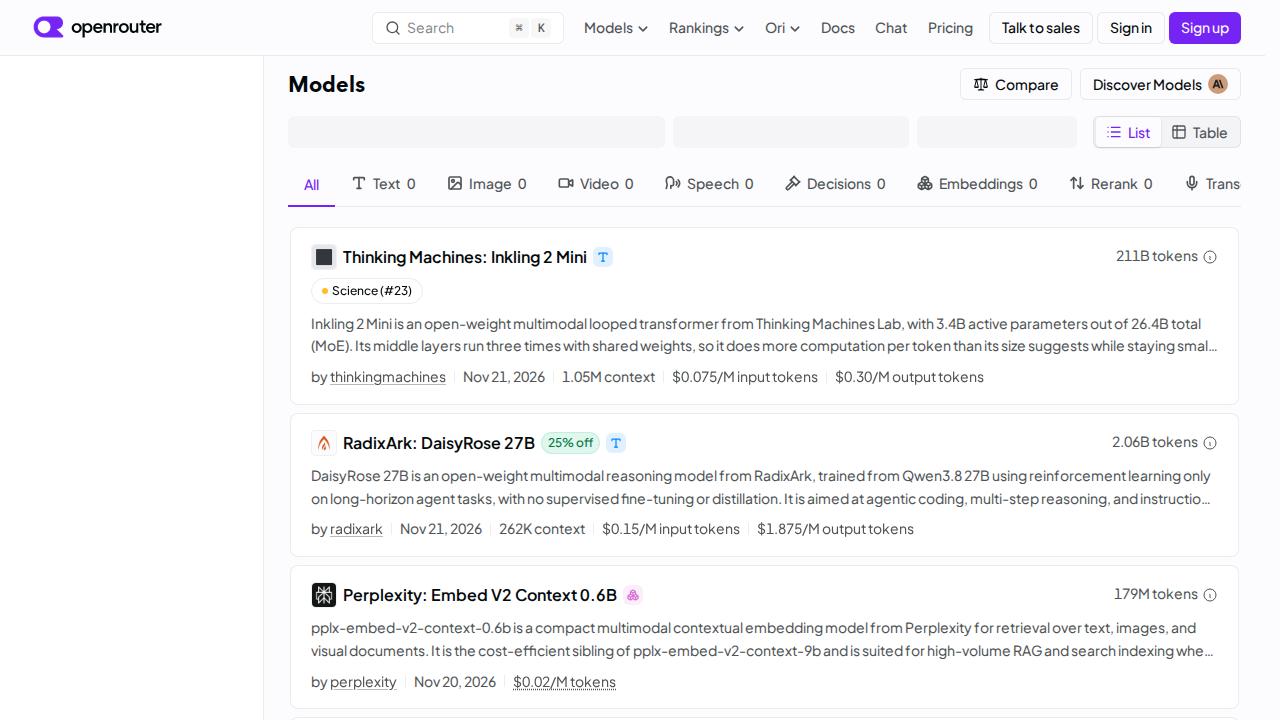 openrouter
Search
⌘ K
Models
Rankings
Ori
Docs
Chat
Pricing
Talk to sales
Sign in
Sign up
Models
Compare
Discover Models
List
Table
All
Text 0
Image 0
Video 0
Speech 0
Decisions 0
Embeddings 0
Rerank 0
Trans
Thinking Machines: Inkling 2 Mini
211B tokens
Science (#23)
Inkling 2 Mini is an open-weight multimodal looped transformer from Thinking Machines Lab, with 3.4B active parameters out of 26.4B total
(MoE). Its middle layers run three times with shared weights, so it does more computation per token than its size suggests while staying smal…
by thinkingmachines
Nov 21, 2026
1.05M context
$0.075/M input tokens
$0.30/M output tokens
RadixArk: DaisyRose 27B
25% off
2.06B tokens
DaisyRose 27B is an open-weight multimodal reasoning model from RadixArk, trained from Qwen3.8 27B using reinforcement learning only
on long-horizon agent tasks, with no supervised fine-tuning or distillation. It is aimed at agentic coding, multi-step reasoning, and instructio…
by radixark
Nov 21, 2026
262K context
$0.15/M input tokens
$1.875/M output tokens
Perplexity: Embed V2 Context 0.6B
179M tokens
pplx-embed-v2-context-0.6b is a compact multimodal contextual embedding model from Perplexity for retrieval over text, images, and
visual documents. It is the cost-efficient sibling of pplx-embed-v2-context-9b and is suited for high-volume RAG and search indexing whe…
by perplexity
Nov 20, 2026
$0.02/M tokens